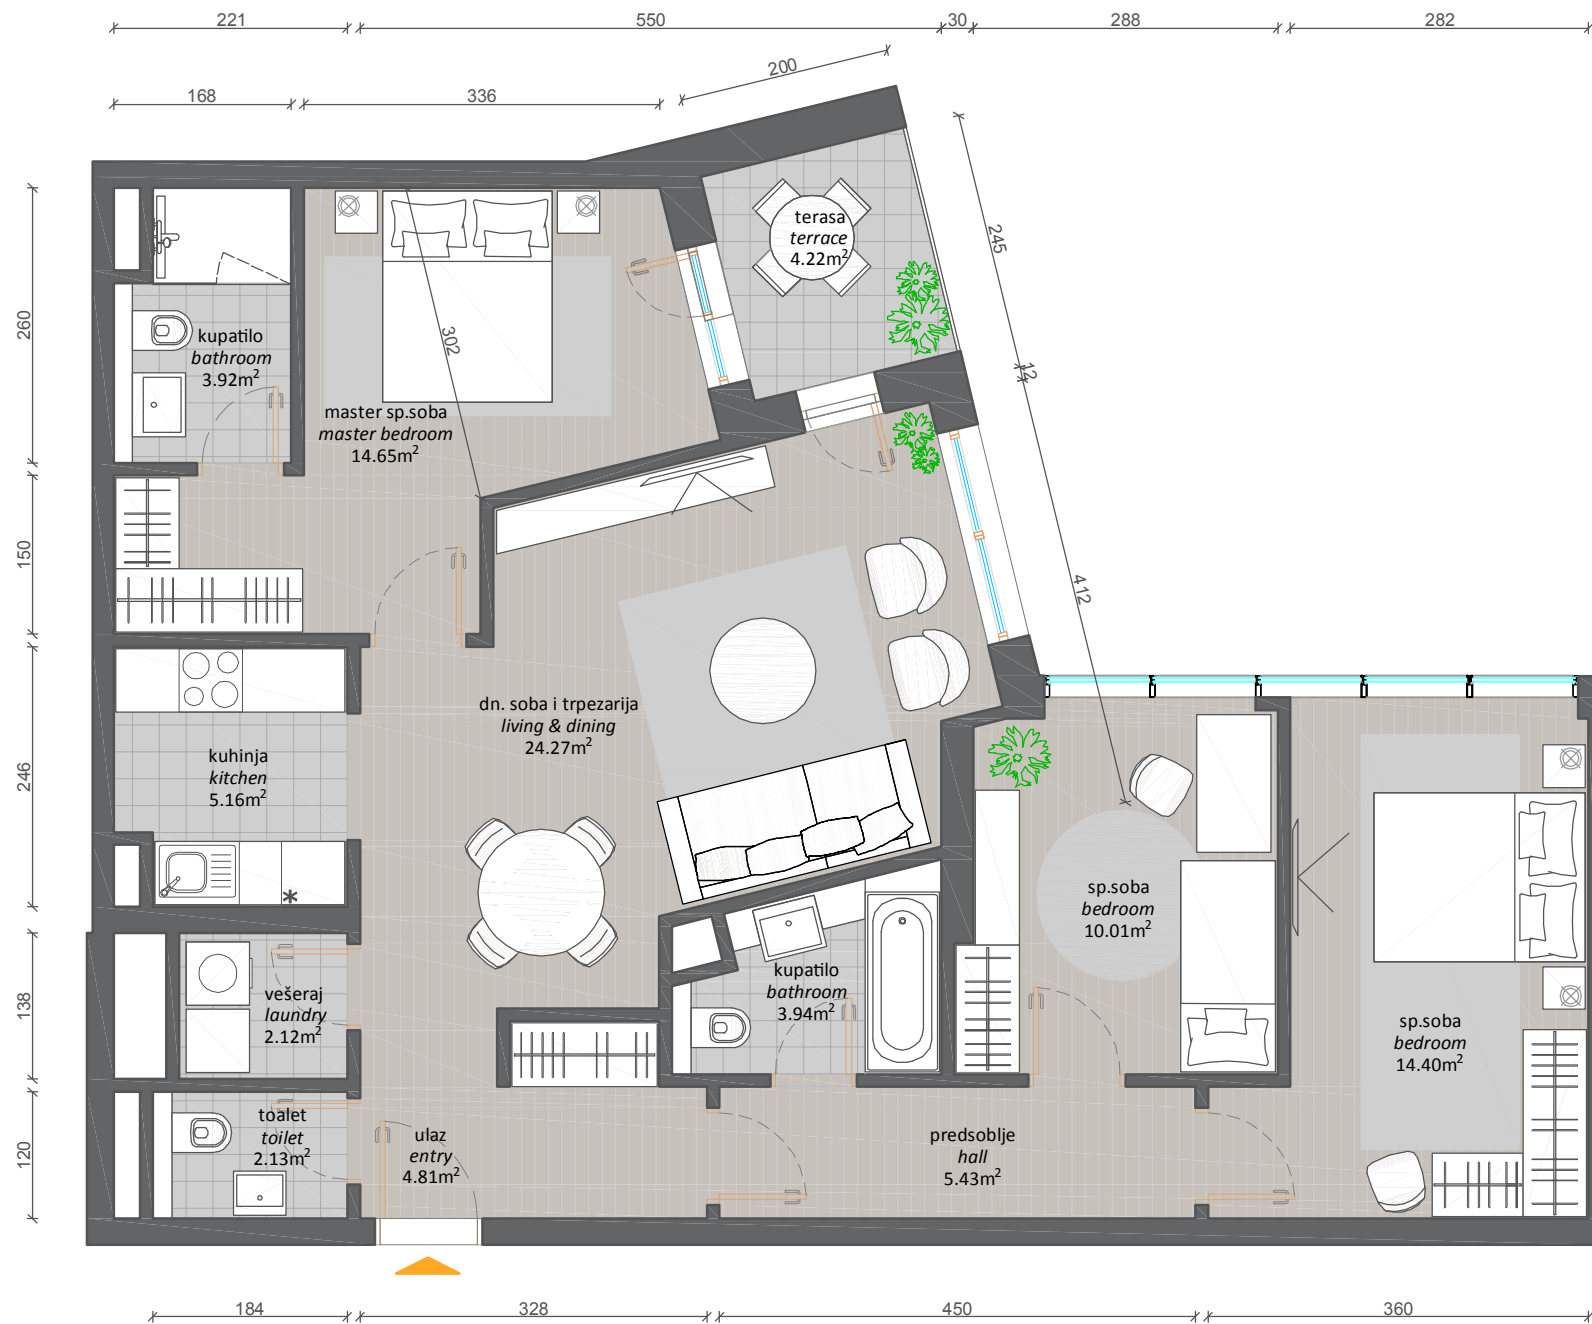 221
550
30
288
282
200
168
336
terasa
terrace
4.22m²
245
260
302
kupatilo
bathroom
3.92m²
12
master sp.soba
master bedroom
14.65m²
150
412
dn. soba i trpezarija
living & dining
24.27m²
kuhinja
kitchen
5.16m²
246
*
sp.soba
bedroom
10.01m²
kupatilo
bathroom
3.94m²
vešeraj
laundry
2.12m²
138
sp.soba
bedroom
14.40m²
toalet
toilet
2.13m²
120
ulaz
entry
4.81m²
predsoblje
hall
5.43m²
184
328
450
360